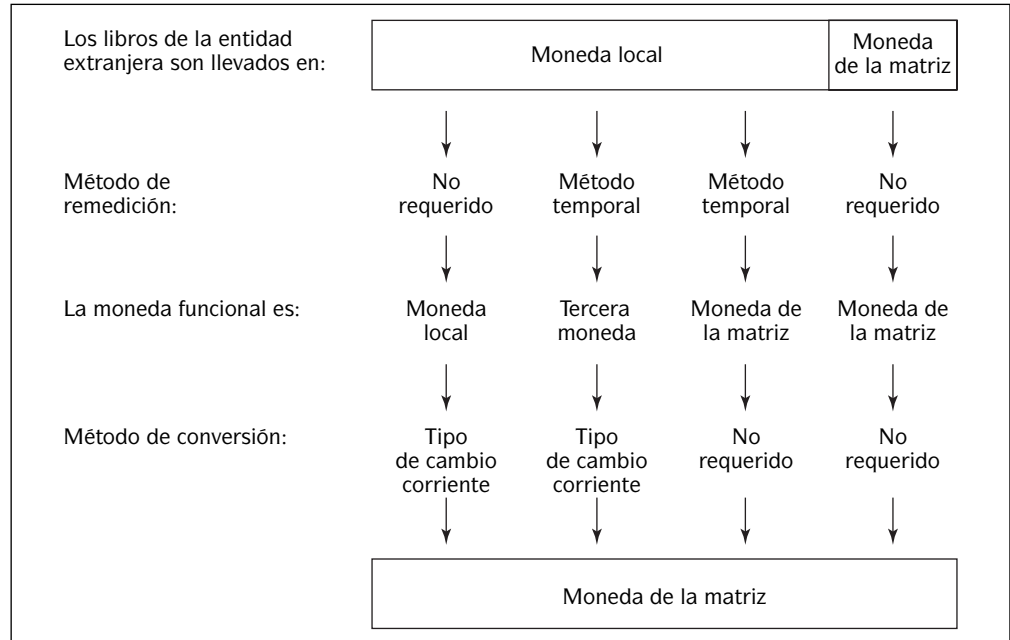 Los libros de la entidad
extranjera son llevados en:
Moneda local
Moneda
de la matriz
Método de
remedición:
No
requerido
Método
temporal
Método
temporal
No
requerido
La moneda funcional es:
Moneda
local
Tercera
moneda
Moneda de
la matriz
Moneda de
la matriz
Método de conversión:
Tipo
de cambio
corriente
Tipo
de cambio
corriente
No
requerido
No
requerido
Moneda de la matriz